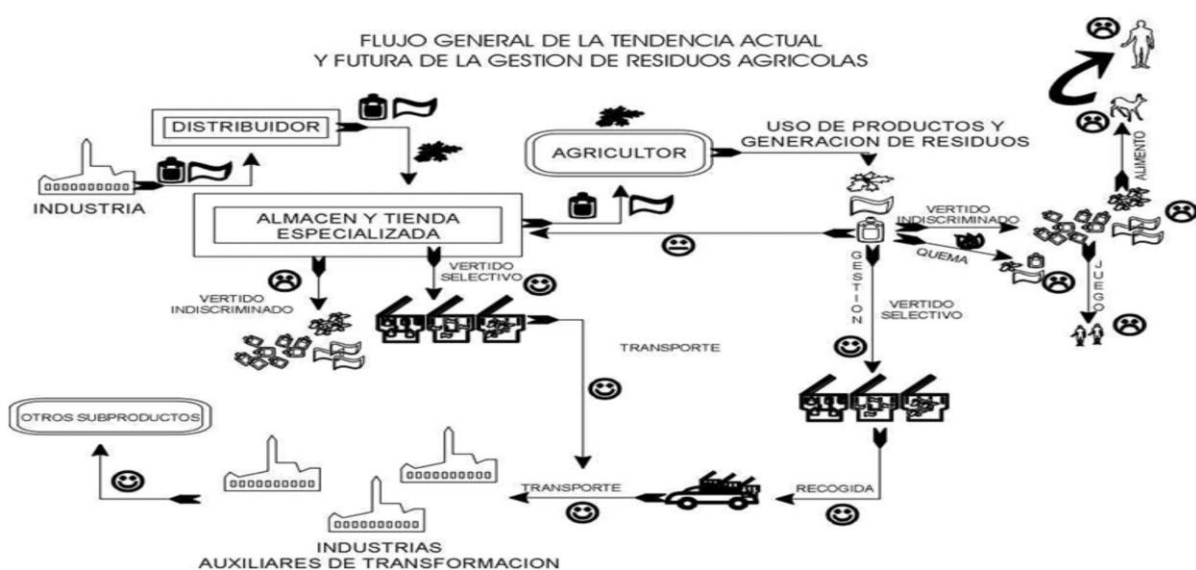 FLUJO GENERAL DE LA TENDENCIA ACTUAL
Y FUTURA DE LA GESTION DE RESIDUOS AGRICOLAS
DISTRIBUIDOR
INDUSTRIA
AGRICULTOR
USO DE PRODUCTOS Y
GENERACION DE RESIDUOS
ALIMENTO
ALMACEN Y TIENDA
ESPECIALIZADA
VERTIDO
INDISCRIMINADO
QUEMA
JUEGO
VERTIDO
INDISCRIMINADO
VERTIDO
SELECTIVO
GESTION
VERTIDO
SELECTIVO
TRANSPORTE
OTROS SUBPRODUCTOS
TRANSPORTE
RECOGIDA
INDUSTRIAS
AUXILIARES DE TRANSFORMACION